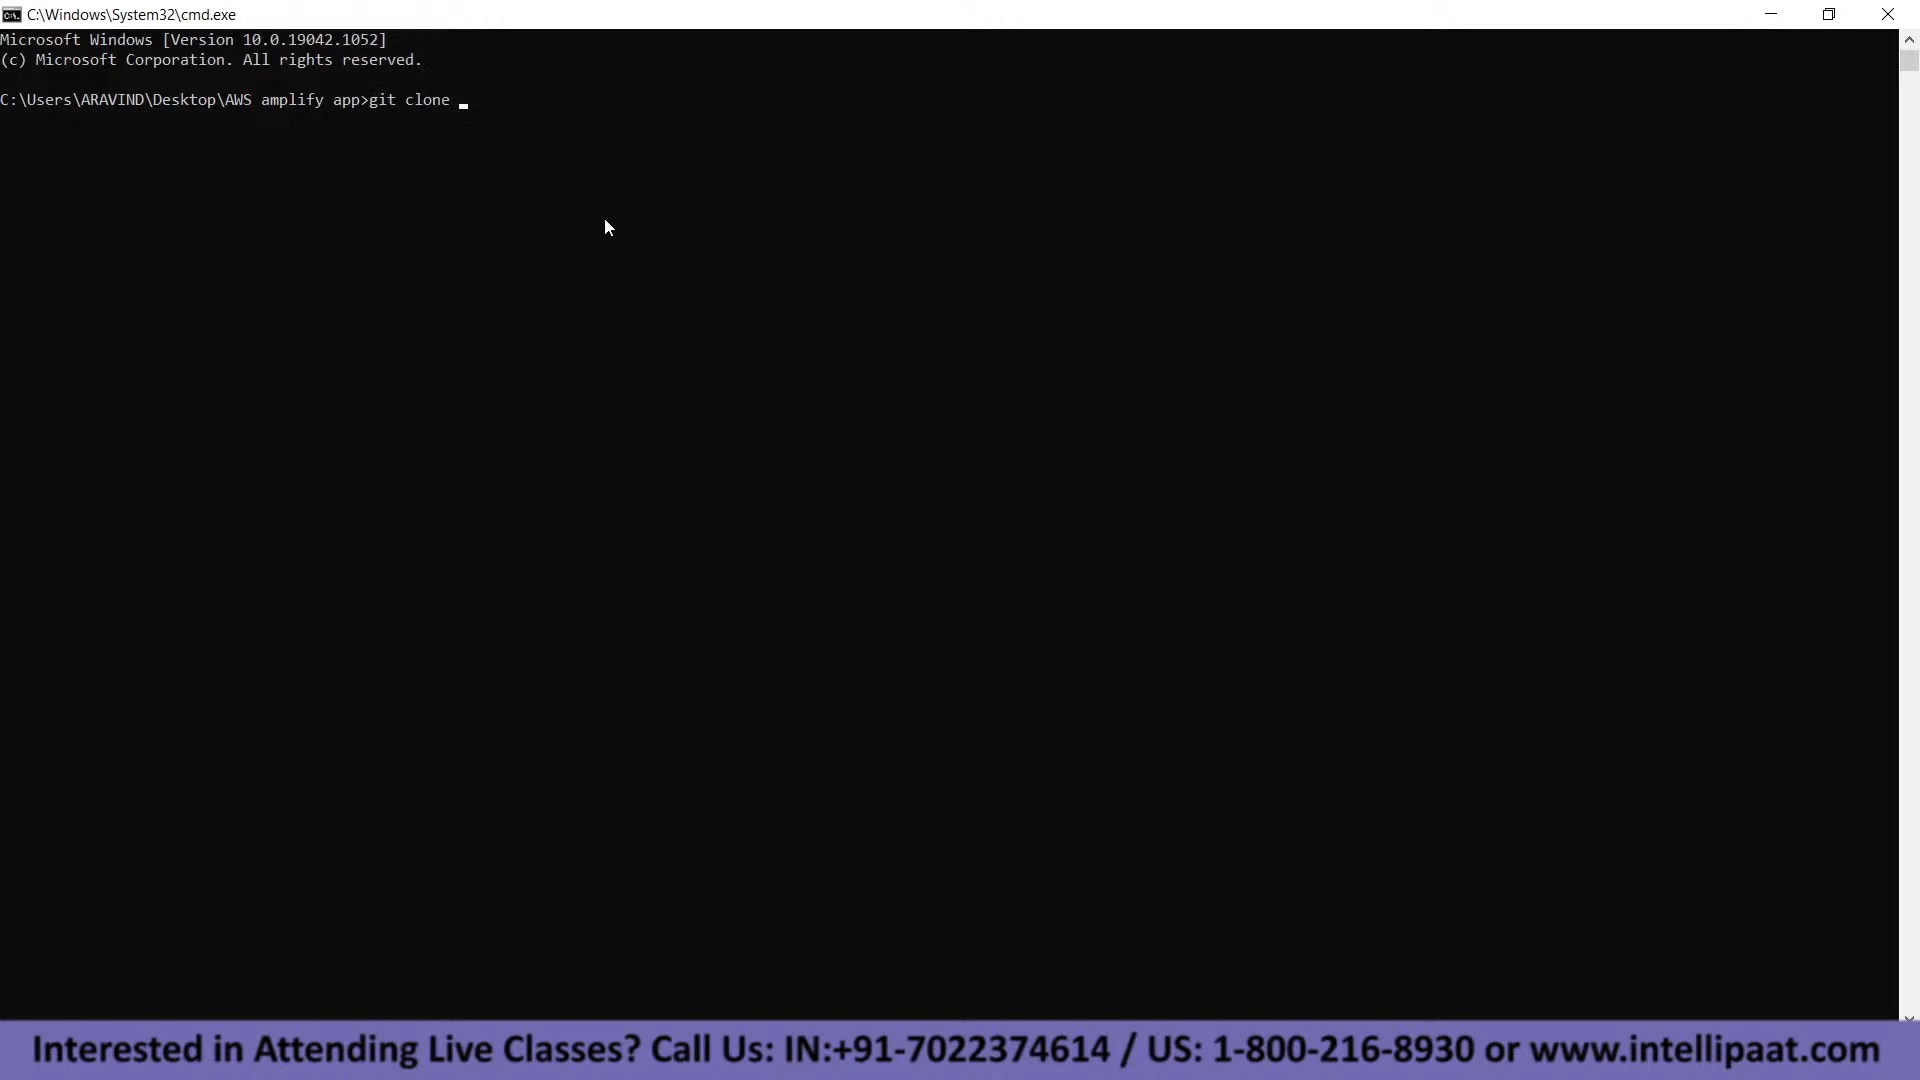 C:\Windows\System32\cmd.exe
Microsoft Windows [Version 10.0.19042.1052]
(c) Microsoft Corporation. All rights reserved.
C:\Users\ARAVIND\Desktop\AWS amplify app>git clone
Interested in Attending Live Classes? Call Us: IN:+91-7022374614 / US: 1-800-216-8930 or www.intellipaat.com